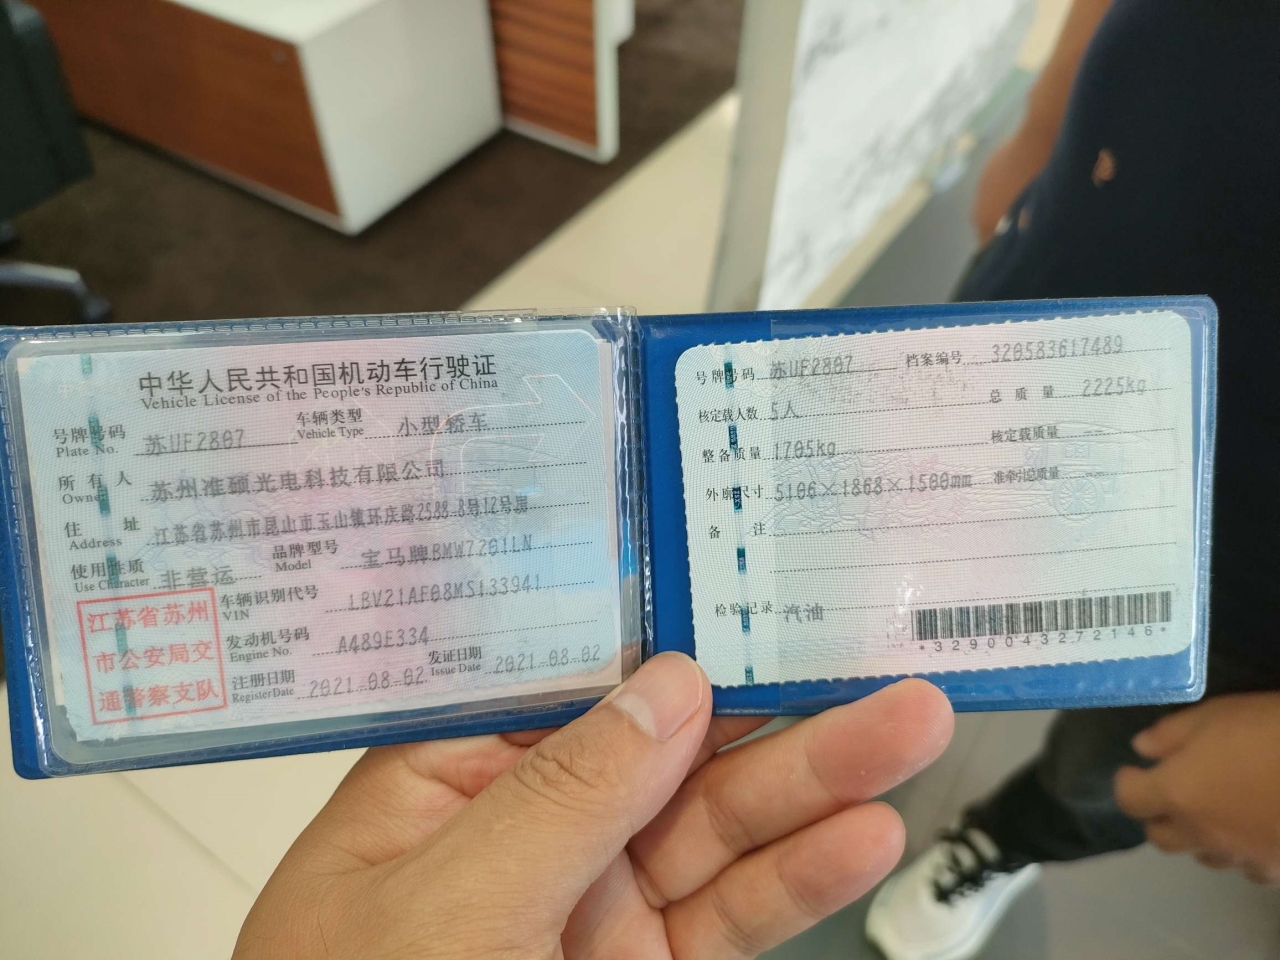 中华人民共和国机动车行驶证
Vehicle License of the People's Republic of China
号牌号码 苏UF2807 车辆类型 小型轿车
Plate No. Vehicle Type
所有人 苏州准硕光电科技有限公司
Owner
住址 江苏省苏州市昆山市玉山镇环庆路2588.8号12号房
Address
使用性质 非营运 品牌型号 宝马牌BMW7201LN
Use Character Model
江苏省苏州
市公安局交
通警察支队
车辆识别代号 LBV21AF08MS133941
VIN
发动机号码 A489E334
Engine No.
注册日期 2021-08-02 发证日期 2021-08-02
Register Date Issue Date
号牌号码 苏UF2807 档案编号 320583617489
核定载人数 5人 总质量 2225kg
整备质量 1705kg 核定载质量 --
外廓尺寸 5106×1868×1500mm 准牵引总质量 --
备注
检验记录 汽油
*3290043272146*